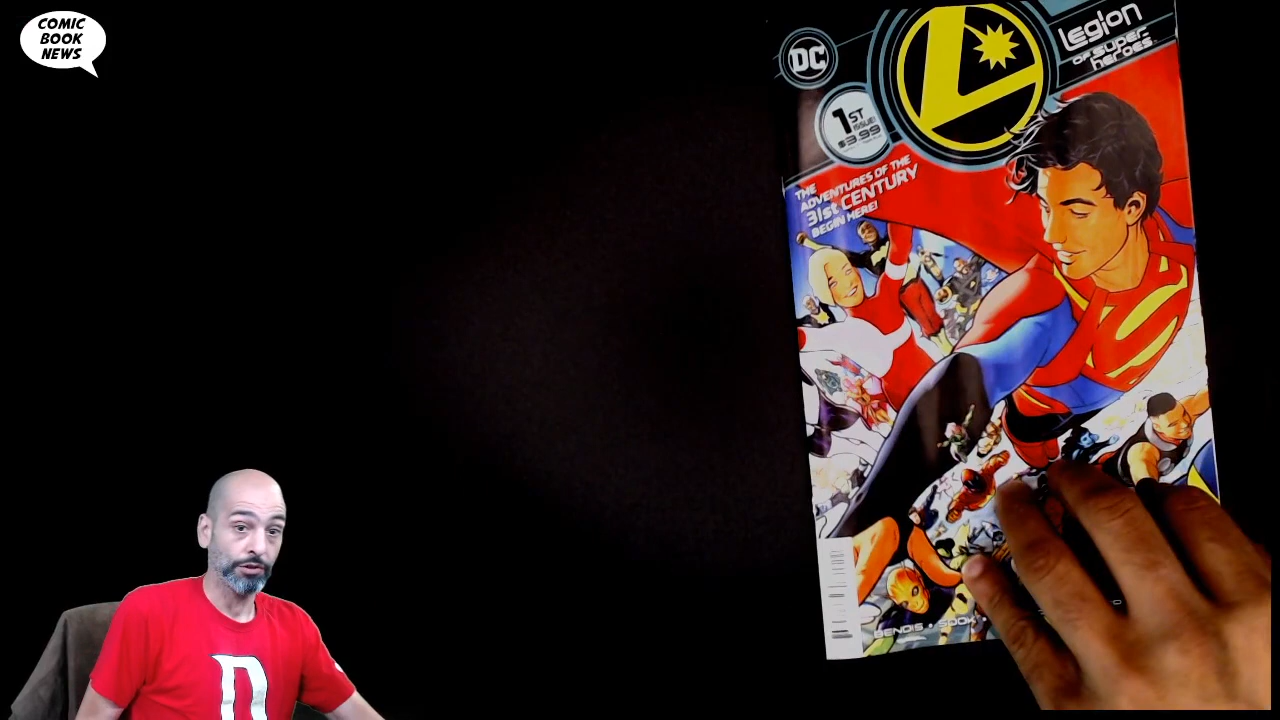 COMIC
BOOK
NEWS
DC
Legion
of super-
heroes
1ST
ISSUE!
$3.99
THE
ADVENTURES OF THE
31st CENTURY
BEGIN HERE!
BENDIS • SOOK •
D